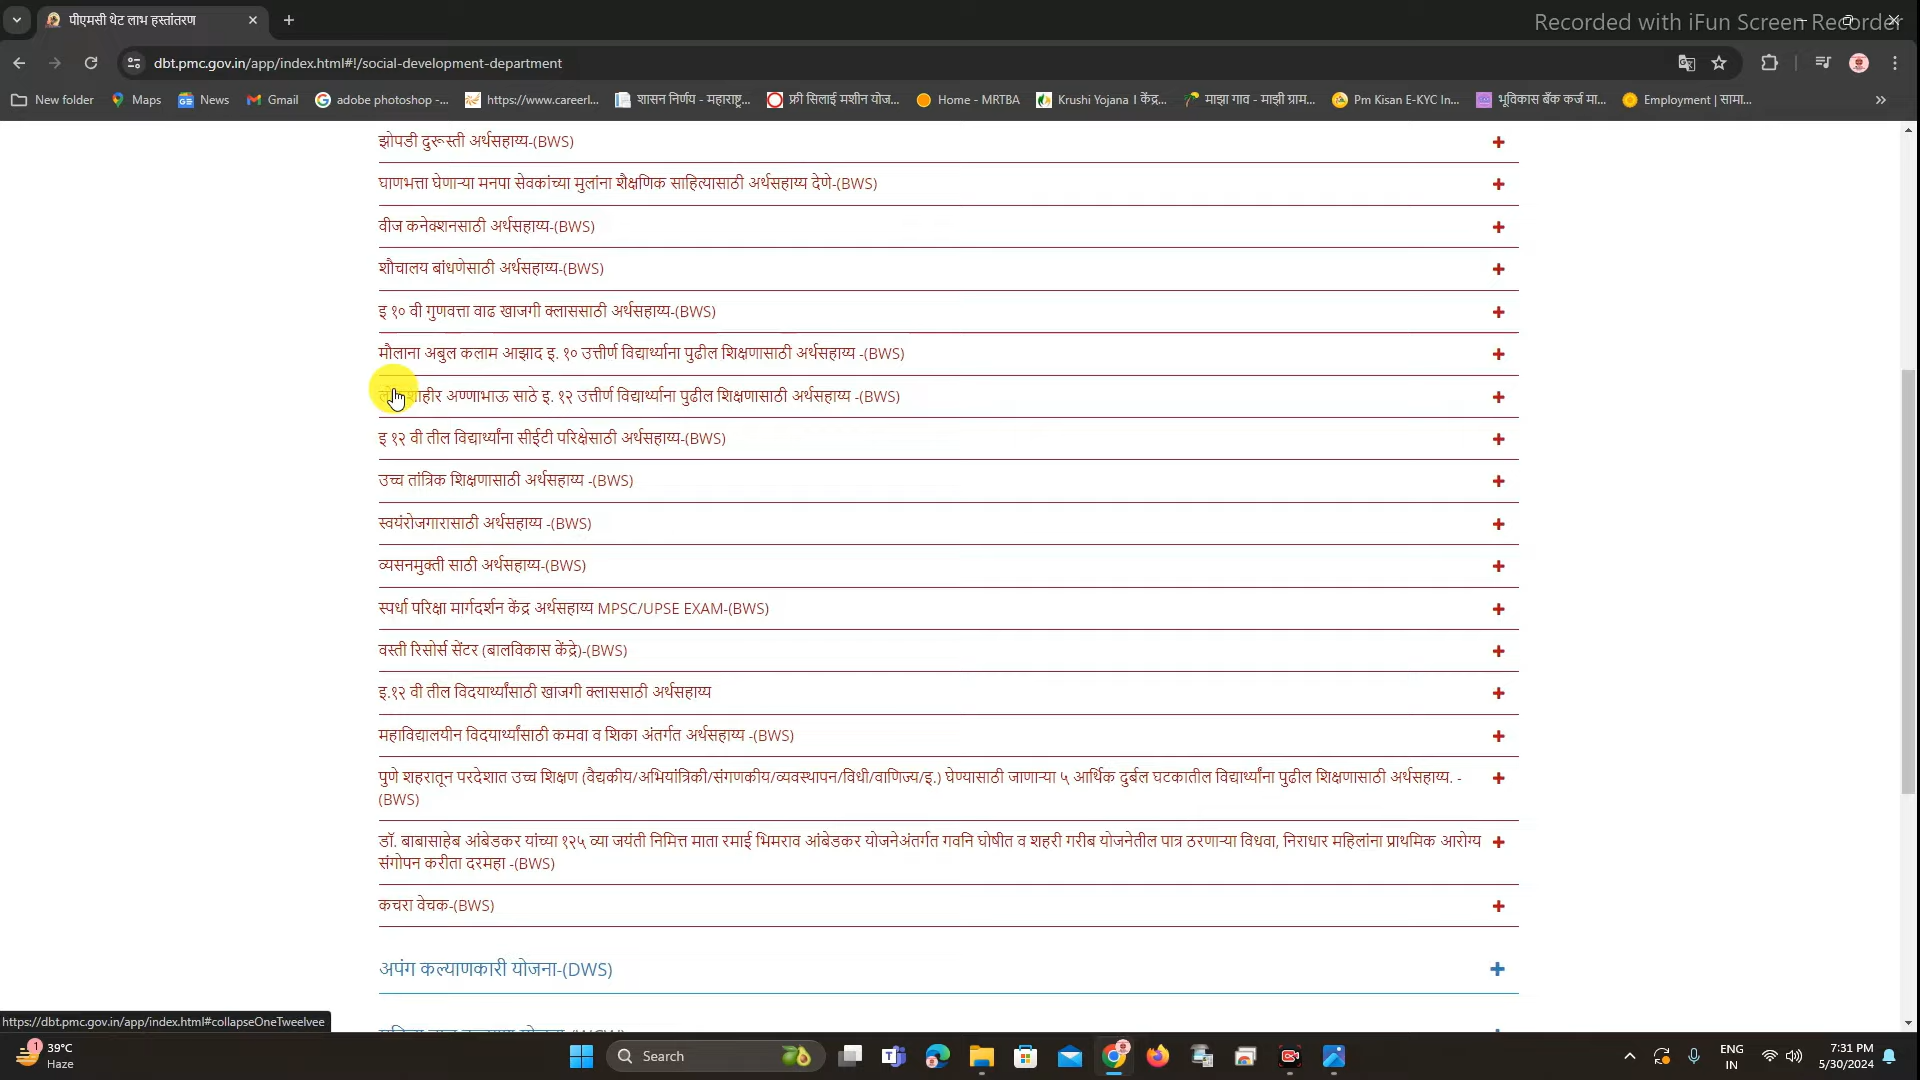 पीएमसी थेट लाभ हस्तांतरण
Recorded with iFun Screen Recorder
dbt.pmc.gov.in/app/index.html#!/social-development-department
New folder
Maps
News
Gmail
adobe photoshop -...
https://www.careerl...
शासन निर्णय - महाराष्ट्र...
फ्री सिलाई मशीन योज...
Home - MRTBA
Krushi Yojana । केंद्र...
माझा गाव - माझी ग्राम...
Pm Kisan E-KYC In...
भूविकास बँक कर्ज मा...
Employment | सामा...
झोपडी दुरूस्ती अर्थसहाय्य-(BWS)
घाणभत्ता घेणाऱ्या मनपा सेवकांच्या मुलांना शैक्षणिक साहित्यासाठी अर्थसहाय्य देणे-(BWS)
वीज कनेक्शनसाठी अर्थसहाय्य-(BWS)
शौचालय बांधणेसाठी अर्थसहाय्य-(BWS)
इ १० वी गुणवत्ता वाढ खाजगी क्लाससाठी अर्थसहाय्य-(BWS)
मौलाना अबुल कलाम आझाद इ. १० उत्तीर्ण विद्यार्थ्यांना पुढील शिक्षणासाठी अर्थसहाय्य -(BWS)
अण्णाभाऊ साठे इ. १२ उत्तीर्ण विद्यार्थ्यांना पुढील शिक्षणासाठी अर्थसहाय्य -(BWS)
इ १२ वी तील विद्यार्थ्यांना सीईटी परिक्षेसाठी अर्थसहाय्य-(BWS)
उच्च तांत्रिक शिक्षणासाठी अर्थसहाय्य -(BWS)
स्वयंरोजगारासाठी अर्थसहाय्य -(BWS)
व्यसनमुक्ती साठी अर्थसहाय्य-(BWS)
स्पर्धा परिक्षा मार्गदर्शन केंद्र अर्थसहाय्य MPSC/UPSE EXAM-(BWS)
वस्ती रिसोर्स सेंटर (बालविकास केंद्रे)-(BWS)
इ.१२ वी तील विदयार्थ्यांसाठी खाजगी क्लाससाठी अर्थसहाय्य
महाविद्यालयीन विदयार्थ्यांसाठी कमवा व शिका अंतर्गत अर्थसहाय्य -(BWS)
पुणे शहरातून परदेशात उच्च शिक्षण (वैद्यकीय/अभियांत्रिकी/संगणकीय/व्यवस्थापन/विधी/वाणिज्य/इ.) घेण्यासाठी जाणाऱ्या ५ आर्थिक दुर्बल घटकातील विद्यार्थ्यांना पुढील शिक्षणासाठी अर्थसहाय्य. -
(BWS)
डॉ. बाबासाहेब आंबेडकर यांच्या १२५ व्या जयंती निमित्त माता रमाई भिमराव आंबेडकर योजनेअंतर्गत गवनि घोषीत व शहरी गरीब योजनेतील पात्र ठरणाऱ्या विधवा, निराधार महिलांना प्राथमिक आरोग्य
संगोपन करीता दरमहा -(BWS)
कचरा वेचक-(BWS)
अपंग कल्याणकारी योजना-(DWS)
https://dbt.pmc.gov.in/app/index.html#collapseOneTweelvee
1
39°C
Haze
Search
ENG
IN
7:31 PM
5/30/2024